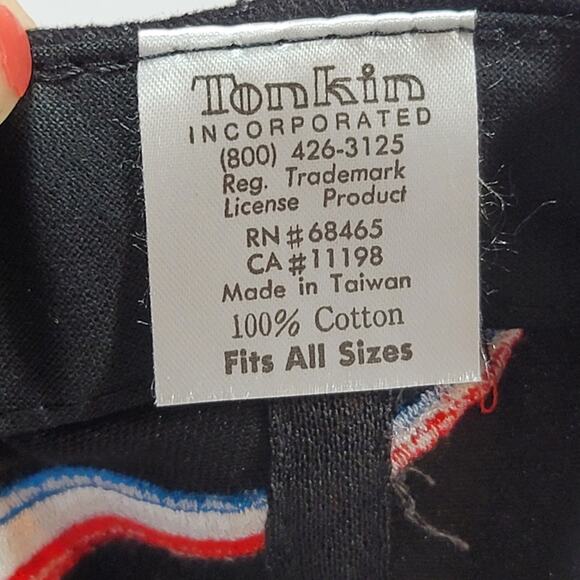 Tonkin
INCORPORATED
(800) 426-3125
Reg. Trademark
License Product
RN#68465
CA#11198
Made in Taiwan
100% Cotton
Fits All Sizes